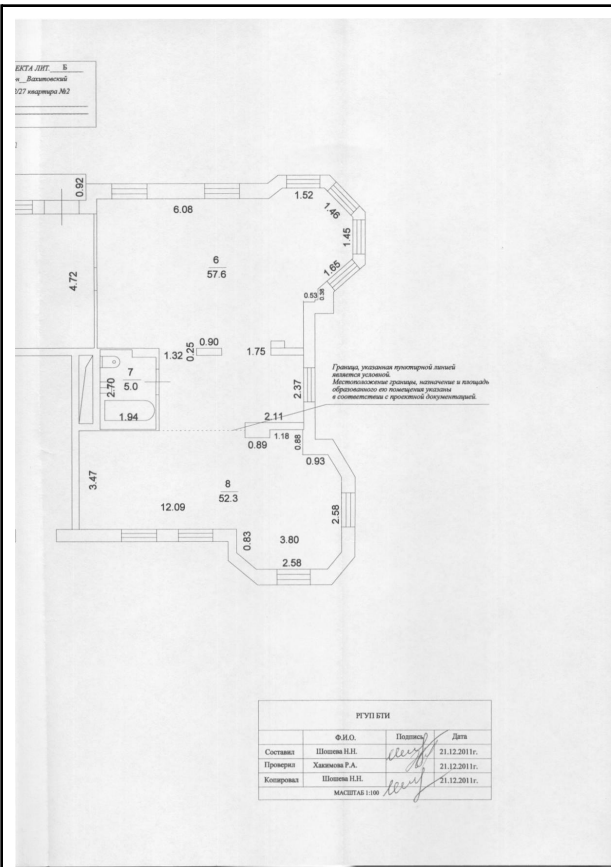 ЕКТА ЛИТ. Б
н__Вахитовский
/27 квартира №2
0.92
6.08
1.52
1.46
1.45
1.65
0.53
0.38
6
57.6
4.72
1.32
0.25
0.90
1.75
7
5.0
2.70
1.94
2.37
Граница, указанная пунктирной линией
является условной.
Местоположение границы, назначение и площадь
образованного ею помещения указаны
в соответствии с проектной документацией.
2.11
0.89
1.18
0.88
0.93
3.47
8
52.3
12.09
0.83
3.80
2.58
2.58
РГУП БТИ
Ф.И.О. Подпись Дата
Составил Шошева Н.Н. 21.12.2011г.
Проверил Хакимова Р.А. 21.12.2011г.
Копировал Шошева Н.Н. 21.12.2011г.
МАСШТАБ 1:100